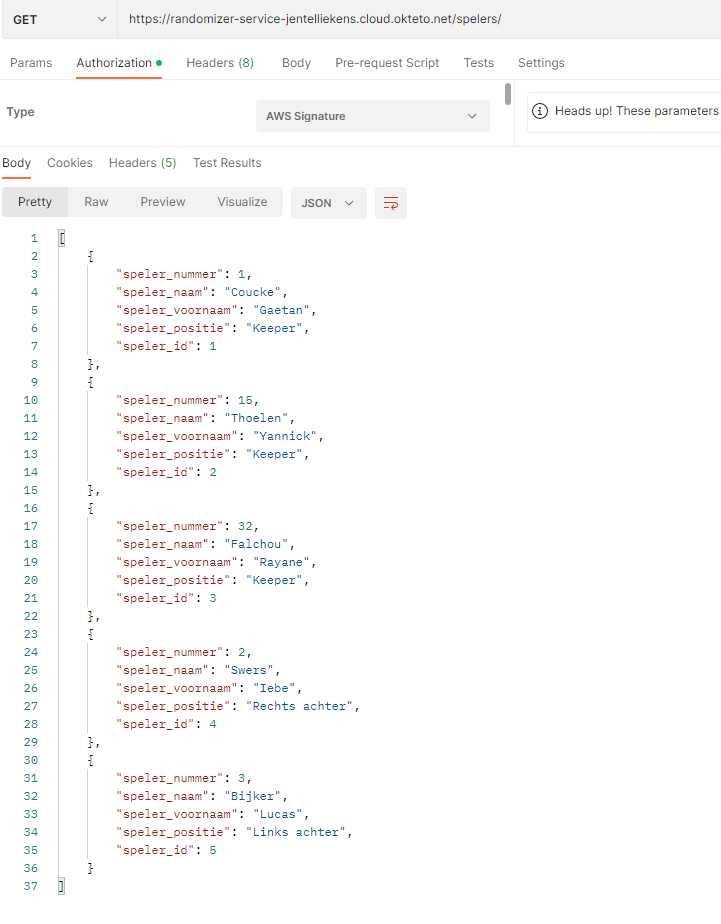 GET https://randomizer-service-jentelliekens.cloud.okteto.net/spelers/
Params Authorization Headers (8) Body Pre-request Script Tests Settings
Type AWS Signature Heads up! These parameters
Body Cookies Headers (5) Test Results
Pretty Raw Preview Visualize JSON
1 [
2 {
3 "speler_nummer": 1,
4 "speler_naam": "Coucke",
5 "speler_voornaam": "Gaetan",
6 "speler_positie": "Keeper",
7 "speler_id": 1
8 },
9 {
10 "speler_nummer": 15,
11 "speler_naam": "Thoelen",
12 "speler_voornaam": "Yannick",
13 "speler_positie": "Keeper",
14 "speler_id": 2
15 },
16 {
17 "speler_nummer": 32,
18 "speler_naam": "Falchou",
19 "speler_voornaam": "Rayane",
20 "speler_positie": "Keeper",
21 "speler_id": 3
22 },
23 {
24 "speler_nummer": 2,
25 "speler_naam": "Swers",
26 "speler_voornaam": "Iebe",
27 "speler_positie": "Rechts achter",
28 "speler_id": 4
29 },
30 {
31 "speler_nummer": 3,
32 "speler_naam": "Bijker",
33 "speler_voornaam": "Lucas",
34 "speler_positie": "Links achter",
35 "speler_id": 5
36 }
37 ]